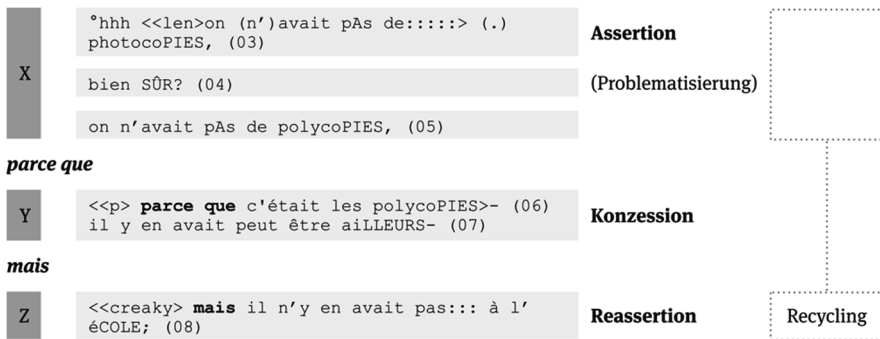 X
°hhh <<len>on (n’)avait pAs de:::::> (.)
photocoPIES, (03)
Assertion
bien SÛR? (04)
(Problematisierung)
on n’avait pAs de polycoPIES, (05)
parce que
Y
<<p> parce que c'était les polycoPIES>- (06)
il y en avait peut être aiLLEURS- (07)
Konzession
mais
Z
<<creaky> mais il n’y en avait pas::: à l’
éCOLE; (08)
Reassertion
Recycling